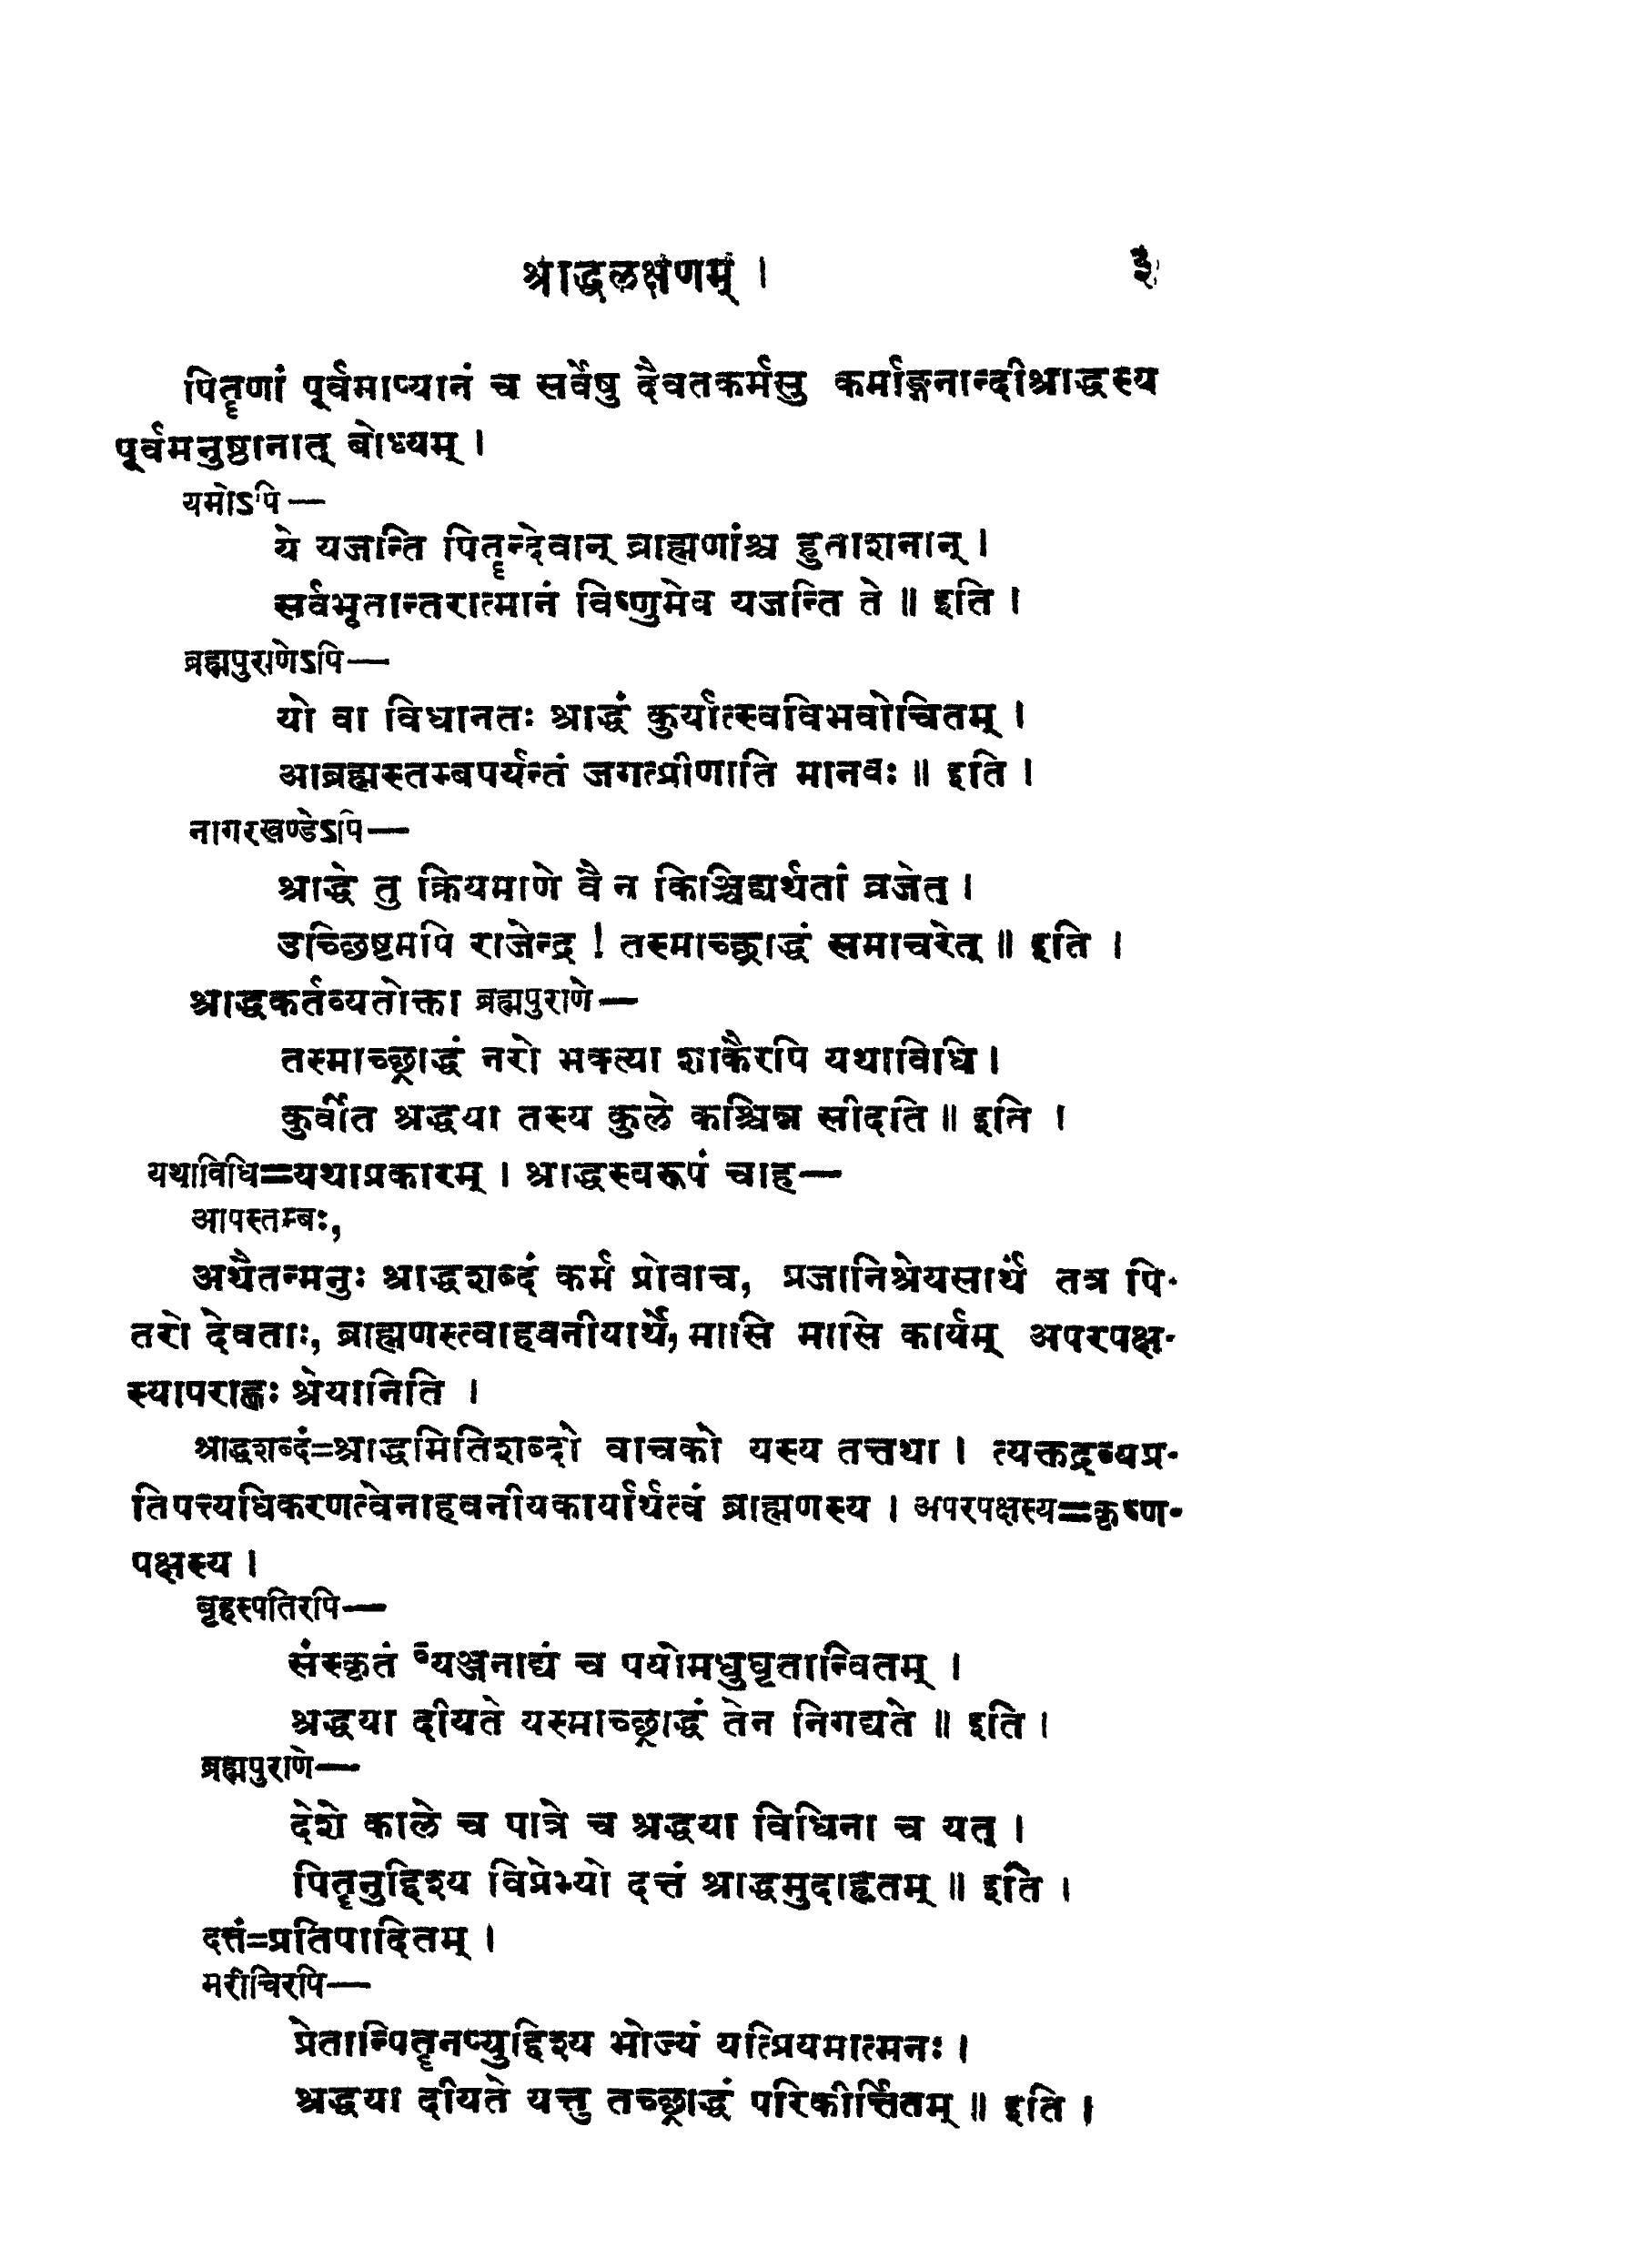 श्राद्धलक्षणम् । ३
पितॄणां पूर्वमाप्यानं च सर्वेषु दैवतकर्मसु कर्माङ्गनान्दीश्राद्धस्य
पूर्वमनुष्ठानात् बोध्यम् ।
यमोऽपि—
ये यजन्ति पितॄन्देवान् ब्राह्मणांश्च हुताशनान् ।
सर्वभूतान्तरात्मानं विष्णुमेव यजन्ति ते ॥ इति ।
ब्रह्मपुराणेऽपि—
यो वा विधानतः श्राद्धं कुर्यात्स्वविभवोचितम् ।
आब्रह्मस्तम्बपर्यन्तं जगत्प्रीणाति मानवः ॥ इति ।
नागरखण्डेऽपि—
श्राद्धे तु क्रियमाणे वै न किञ्चिद्यर्थतां व्रजेत् ।
उच्छिष्टमपि राजेन्द्र ! तस्माच्छ्राद्धं समाचरेत् ॥ इति ।
श्राद्धकर्तव्यतोक्ता ब्रह्मपुराणे—
तस्माच्छ्राद्धं नरो भक्त्या शाकैरपि यथाविधि ।
कुर्वीत श्रद्धया तस्य कुले कश्चिन्न सीदति ॥ इति ।
यथाविधि=यथाप्रकारम् । श्राद्धस्वरूपं चाह—
आपस्तम्बः,
अथैतन्मनुः श्राद्धशब्दं कर्म प्रोवाच, प्रजानिश्रेयसार्थं तत्र पि-
तरो देवताः, ब्राह्मणस्त्वाहवनीयार्थे, मासि मासि कार्यम् अपरपक्ष-
स्यापराह्णः श्रेयानिति ।
श्राद्धशब्दं=श्राद्धमितिशब्दो वाचको यस्य तत्तथा । त्यक्तद्रव्यप्र-
तिपत्त्यधिकरणत्वेनाहवनीयकार्यार्थत्वं ब्राह्मणस्य । अपरपक्षस्य=कृष्ण-
पक्षस्य ।
बृहस्पतिरपि—
संस्कृतं व्यञ्जनाद्यं च पयोमधुघृतान्वितम् ।
श्रद्धया दीयते यस्माच्छ्राद्धं तेन निगद्यते ॥ इति ।
ब्रह्मपुराणे—
देशे काले च पात्रे च श्रद्धया विधिना च यत् ।
पितॄनुद्दिश्य विप्रेभ्यो दत्तं श्राद्धमुदाहृतम् ॥ इति ।
दत्तं=प्रतिपादितम् ।
मरीचिरपि—
प्रेतान्पितॄनप्युद्दिश्य भोज्यं यत्प्रियमात्मनः ।
श्रद्धया दीयते यत्तु तच्छ्राद्धं परिकीर्त्तितम् ॥ इति ।